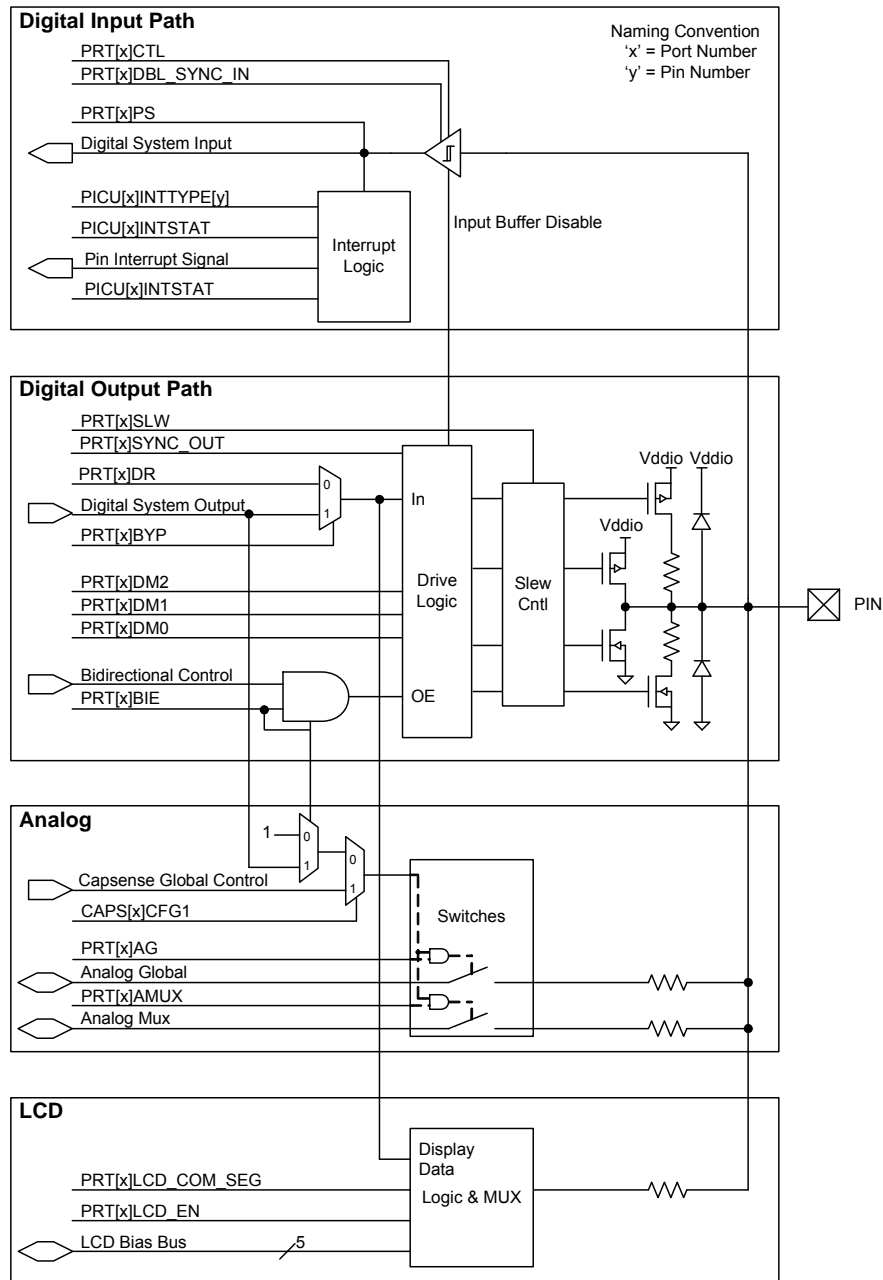 Digital Input Path
Naming Convention
'x' = Port Number
'y' = Pin Number
PRT[x]CTL
PRT[x]DBL_SYNC_IN
PRT[x]PS
Digital System Input
PICU[x]INTTYPE[y]
PICU[x]INTSTAT
Pin Interrupt Signal
PICU[x]INTSTAT
Interrupt
Logic
Input Buffer Disable
Digital Output Path
PRT[x]SLW
PRT[x]SYNC_OUT
PRT[x]DR
Digital System Output
PRT[x]BYP
0
1
PRT[x]DM2
PRT[x]DM1
PRT[x]DM0
Bidirectional Control
PRT[x]BIE
In
Drive
Logic
OE
Slew
Cntl
Vddio
Vddio
Vddio
PIN
Analog
1
0
1
0
1
Capsense Global Control
CAPS[x]CFG1
Switches
PRT[x]AG
Analog Global
PRT[x]AMUX
Analog Mux
LCD
Display
Data
Logic & MUX
PRT[x]LCD_COM_SEG
PRT[x]LCD_EN
LCD Bias Bus
5